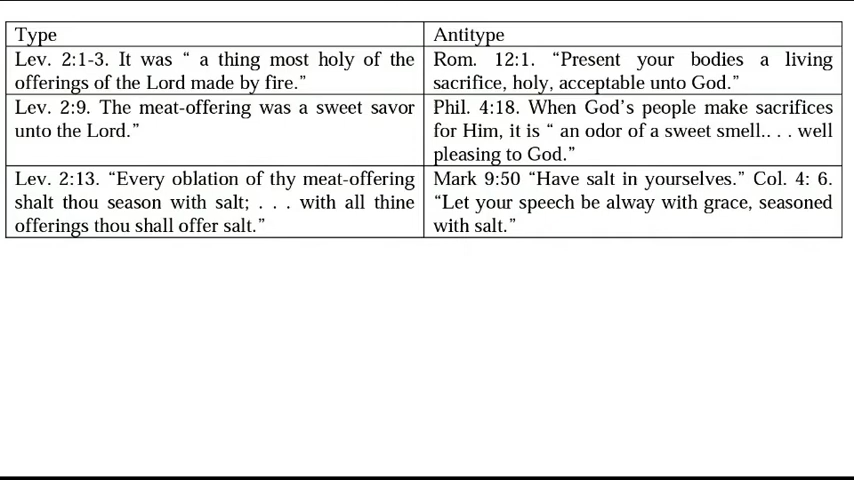 Type
Antitype
Lev. 2:1-3. It was “ a thing most holy of the
offerings of the Lord made by fire.”
Rom. 12:1. “Present your bodies a living
sacrifice, holy, acceptable unto God.”
Lev. 2:9. The meat-offering was a sweet savor
unto the Lord.”
Phil. 4:18. When God’s people make sacrifices
for Him, it is “ an odor of a sweet smell.. . . well
pleasing to God.”
Lev. 2:13. “Every oblation of thy meat-offering
shalt thou season with salt; . . . with all thine
offerings thou shall offer salt.”
Mark 9:50 “Have salt in yourselves.” Col. 4: 6.
“Let your speech be alway with grace, seasoned
with salt.”